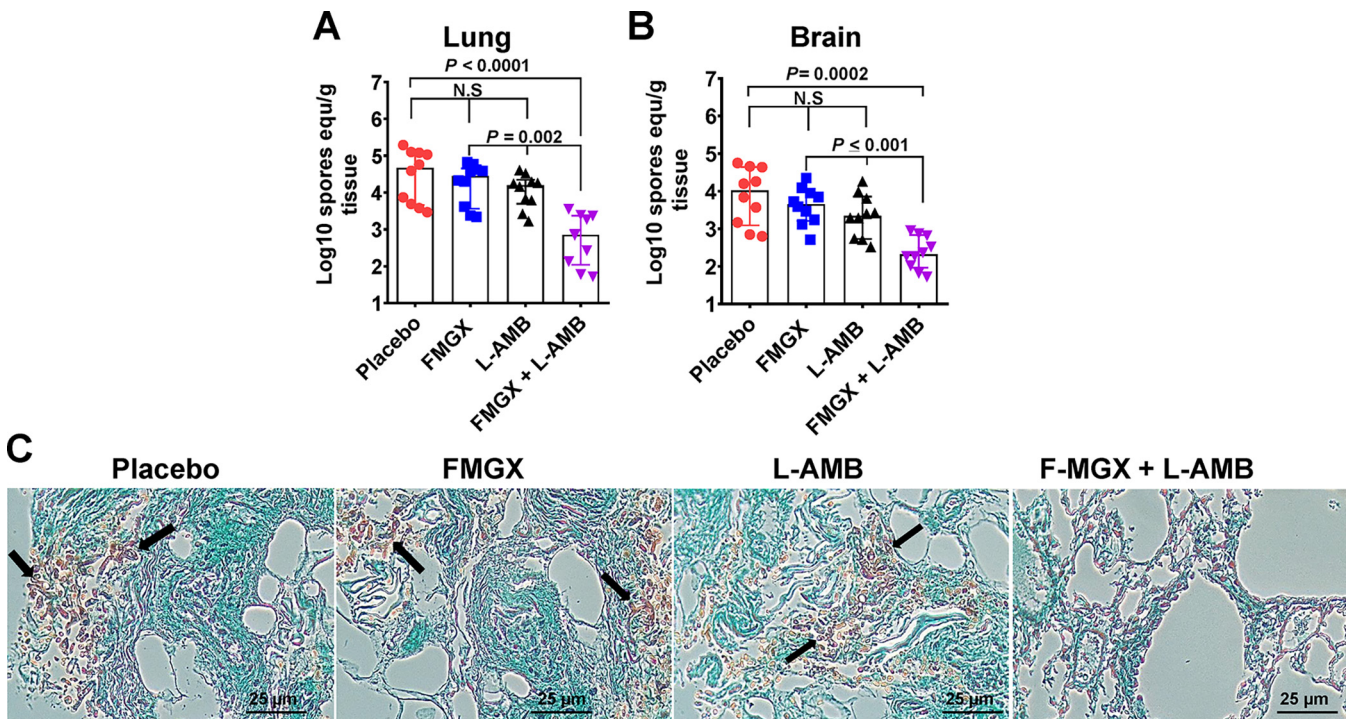 A
Lung
P < 0.0001
N.S
P = 0.002
7
6
5
4
3
2
1
Log10 spores equ/g
tissue
Placebo
FMGX
L-AMB
FMGX + L-AMB
B
Brain
P= 0.0002
N.S
P ≤ 0.001
7
6
5
4
3
2
1
Log10 spores equ/g
tissue
Placebo
FMGX
L-AMB
FMGX + L-AMB
C
Placebo
FMGX
L-AMB
F-MGX + L-AMB
25 µm
25 µm
25 µm
25 µm